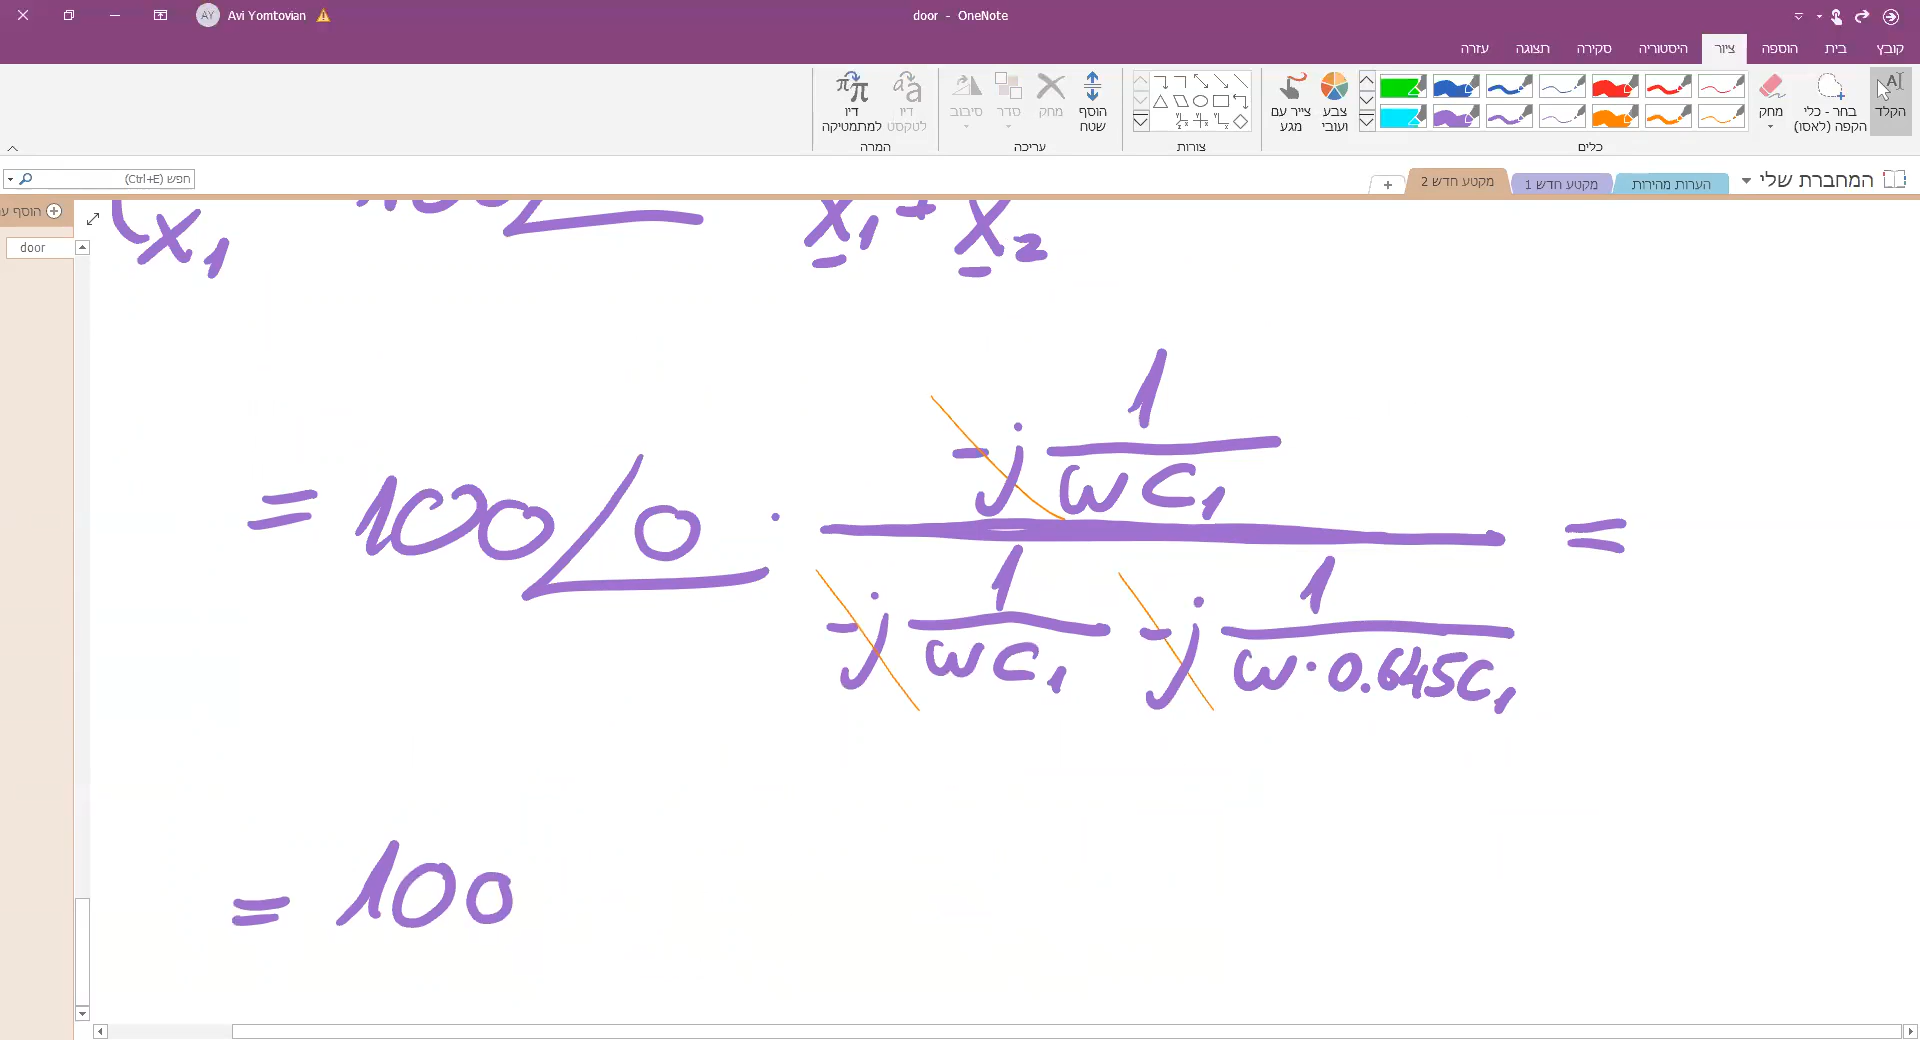 Avi Yomtovian
door - OneNote
קובץ בית הוספה ציור היסטוריה סקירה תצוגה עזרה
הקלד
בחר - כלי הקפה (לאסו)
מחק
צבע ועובי
צייר עם מגע
הוסף שטח
מחק
סדר
סיבוב
דיו לטקסט
דיו למתמטיקה
כלים צורות עריכה המרה
המחברת שלי
הערות מהירות
מקטע חדש 1
מקטע חדש 2
+
חפש (Ctrl+E)
door
X₁ X₁ + X₂
= 100∠0 · (-j 1/(ωC₁)) / (-j 1/(ωC₁) -j 1/(ω·0.645C₁)) =
= 100